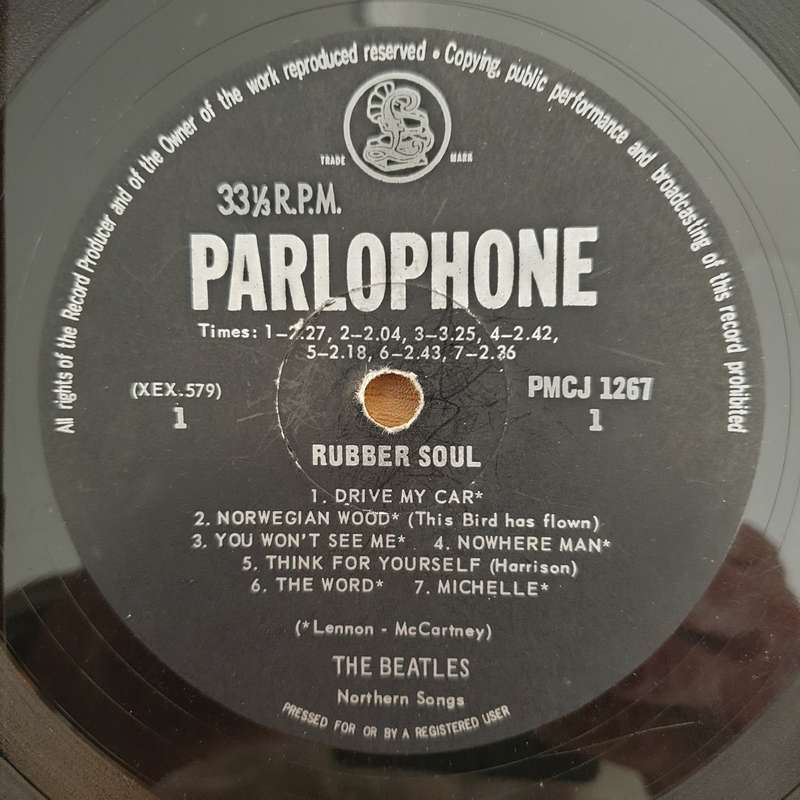 All rights of the Record Producer and of the Owner of the work reproduced reserved • Copying, public performance and broadcasting of this record prohibited
TRADE MARK
33⅓ R.P.M.
PARLOPHONE
Times: 1–2.27, 2–2.04, 3–3.25, 4–2.42,
5–2.18, 6–2.43, 7–2.36
(XEX.579)
1
PMCJ 1267
1
RUBBER SOUL
1. DRIVE MY CAR*
2. NORWEGIAN WOOD* (This Bird has flown)
3. YOU WON'T SEE ME* 4. NOWHERE MAN*
5. THINK FOR YOURSELF (Harrison)
6. THE WORD* 7. MICHELLE*
(*Lennon - McCartney)
THE BEATLES
Northern Songs
PRESSED FOR OR BY A REGISTERED USER